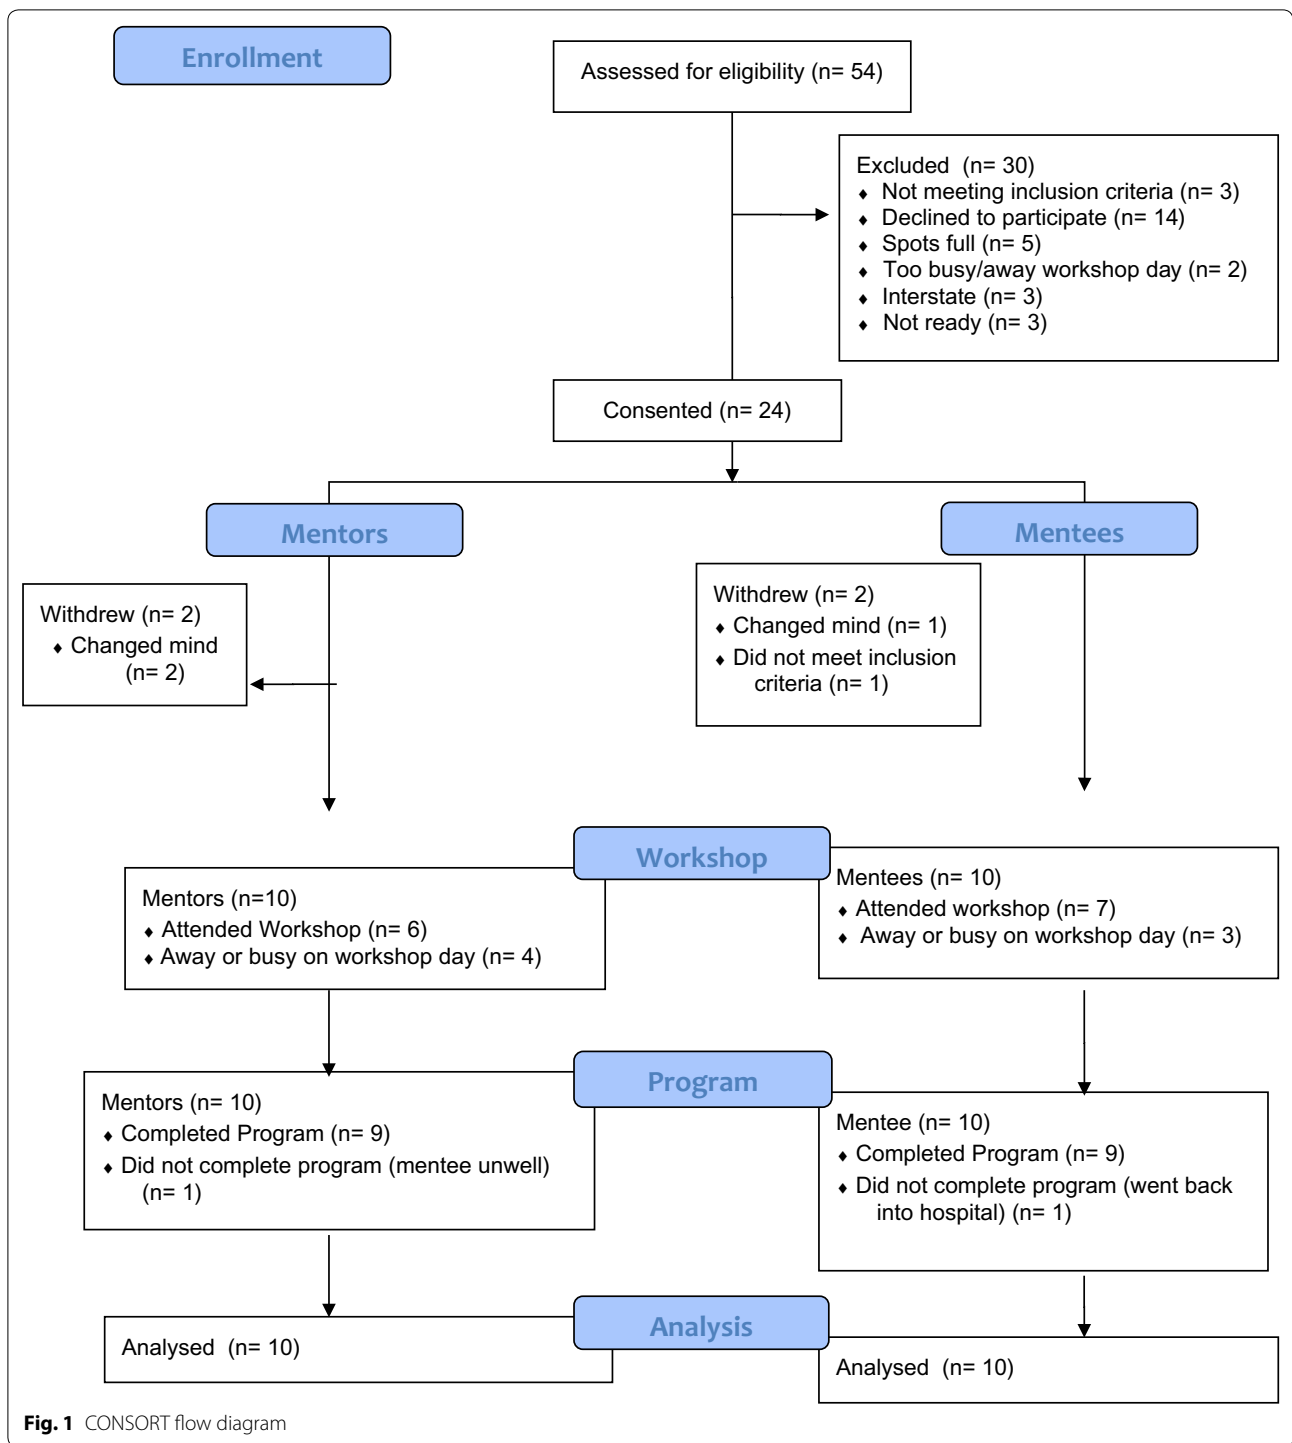 Enrollment
Assessed for eligibility (n= 54)
Excluded (n= 30)
♦ Not meeting inclusion criteria (n= 3)
♦ Declined to participate (n= 14)
♦ Spots full (n= 5)
♦ Too busy/away workshop day (n= 2)
♦ Interstate (n= 3)
♦ Not ready (n= 3)
Consented (n= 24)
Mentors
Mentees
Withdrew (n= 2)
♦ Changed mind
(n= 2)
Withdrew (n= 2)
♦ Changed mind (n= 1)
♦ Did not meet inclusion
criteria (n= 1)
Workshop
Mentors (n=10)
♦ Attended Workshop (n= 6)
♦ Away or busy on workshop day (n= 4)
Mentees (n= 10)
♦ Attended workshop (n= 7)
♦ Away or busy on workshop day (n= 3)
Program
Mentors (n= 10)
♦ Completed Program (n= 9)
♦ Did not complete program (mentee unwell)
(n= 1)
Mentee (n= 10)
♦ Completed Program (n= 9)
♦ Did not complete program (went back
into hospital) (n= 1)
Analysis
Analysed (n= 10)
Analysed (n= 10)
Fig. 1 CONSORT flow diagram